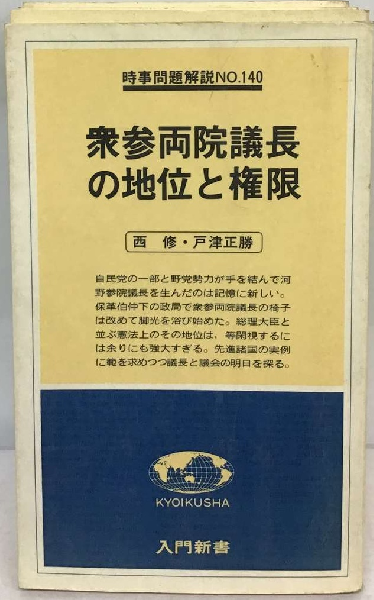 時事問題解説NO.140
衆参両院議長
の地位と権限
西 修・戸津正勝
自民党の一部と野党勢力が手を結んで河
野参院議長を生んだのは記憶に新しい。
保革伯仲下の政局で衆参両院議長の椅子
は改めて脚光を浴び始めた。総理大臣と
並ぶ憲法上のその地位は、等閑視するに
は余りにも強大すぎる。先進諸国の実例
に範を求めつつ議長と議会の明日を探る。
KYOIKUSHA
入門新書